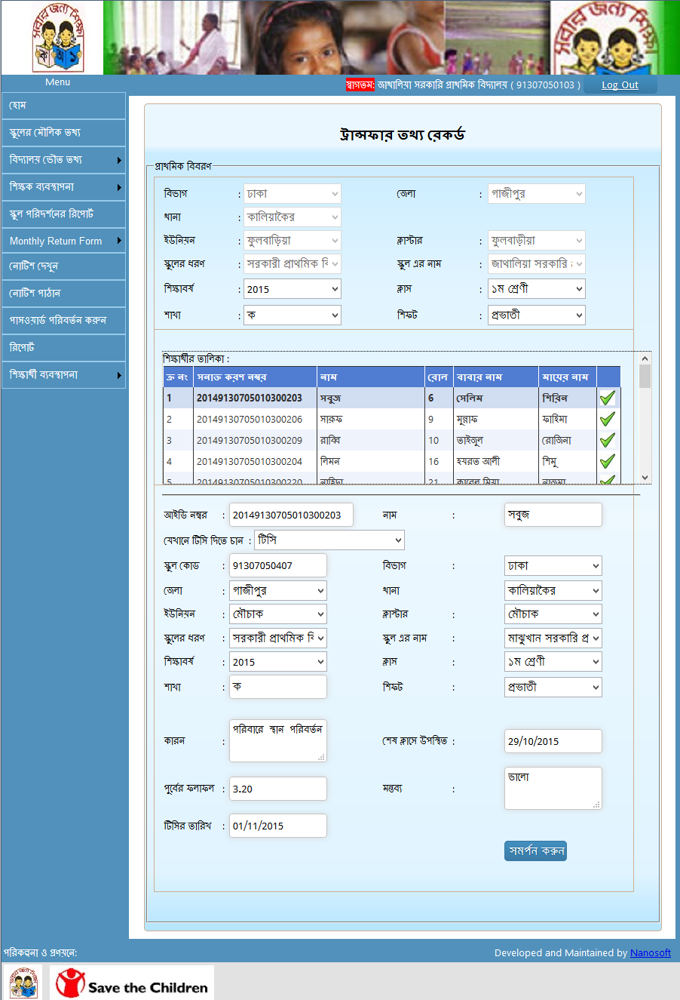 সবার জন্য শিক্ষা
সবার জন্য শিক্ষা
Menu
স্বাগতম: জাথালিয়া সরকারি প্রাথমিক বিদ্যালয় ( 91307050103 ) Log Out
হোম
স্কুলের মৌলিক তথ্য
বিদ্যালয় ভৌত তথ্য
শিক্ষক ব্যবস্থাপনা
স্কুল পরিদর্শনের রিপোর্ট
Monthly Return Form
নোটিশ দেখুন
নোটিশ পাঠান
পাসওয়ার্ড পরিবর্তন করুন
রিপোর্ট
শিক্ষার্থী ব্যবস্থাপনা
ট্রান্সফার তথ্য রেকর্ড
প্রাথমিক বিবরণ
বিভাগ : ঢাকা জেলা : গাজীপুর
থানা : কালিয়াকৈর
ইউনিয়ন : ফুলবাড়িয়া ক্লাস্টার : ফুলবাড়ীয়া
স্কুলের ধরণ : সরকারী প্রাথমিক বি স্কুল এর নাম : জাথালিয়া সরকারি
শিক্ষাবর্ষ : 2015 ক্লাস : ১ম শ্রেণী
শাখা : ক শিফট : প্রভাতী
শিক্ষার্থীর তালিকা :
ক্র নং সনাক্ত করণ নম্বর নাম রোল বাবার নাম মায়ের নাম
1 20149130705010300203 সবুজ 6 সেলিম শিরিন
2 20149130705010300206 সারুফ 9 মুন্নাফ ফাহিমা
3 20149130705010300209 রাব্বি 10 তাইজুল রোজিনা
4 20149130705010300204 লিমন 16 হযরত আলী শিমু
5 20149130705010300220 নাহিদা 21 কাবেল মিয়া নাজমা
আইডি নম্বর : 20149130705010300203 নাম : সবুজ
যেখানে টিসি দিতে চান : টিসি
স্কুল কোড : 91307050407 বিভাগ : ঢাকা
জেলা : গাজীপুর থানা : কালিয়াকৈর
ইউনিয়ন : মৌচাক ক্লাস্টার : মৌচাক
স্কুলের ধরণ : সরকারী প্রাথমিক বি স্কুল এর নাম : মাঝুখান সরকারি প্র
শিক্ষাবর্ষ : 2015 ক্লাস : ১ম শ্রেণী
শাখা : ক শিফট : প্রভাতী
কারন : পরিবারে স্থান পরিবর্তন শেষ ক্লাসে উপস্থিত : 29/10/2015
পূর্বের ফলাফল : 3.20 মন্তব্য : ভালো
টিসির তারিখ : 01/11/2015
সমর্পন করুন
পরিকল্পনা ও প্রণয়নে: Developed and Maintained by Nanosoft
Save the Children